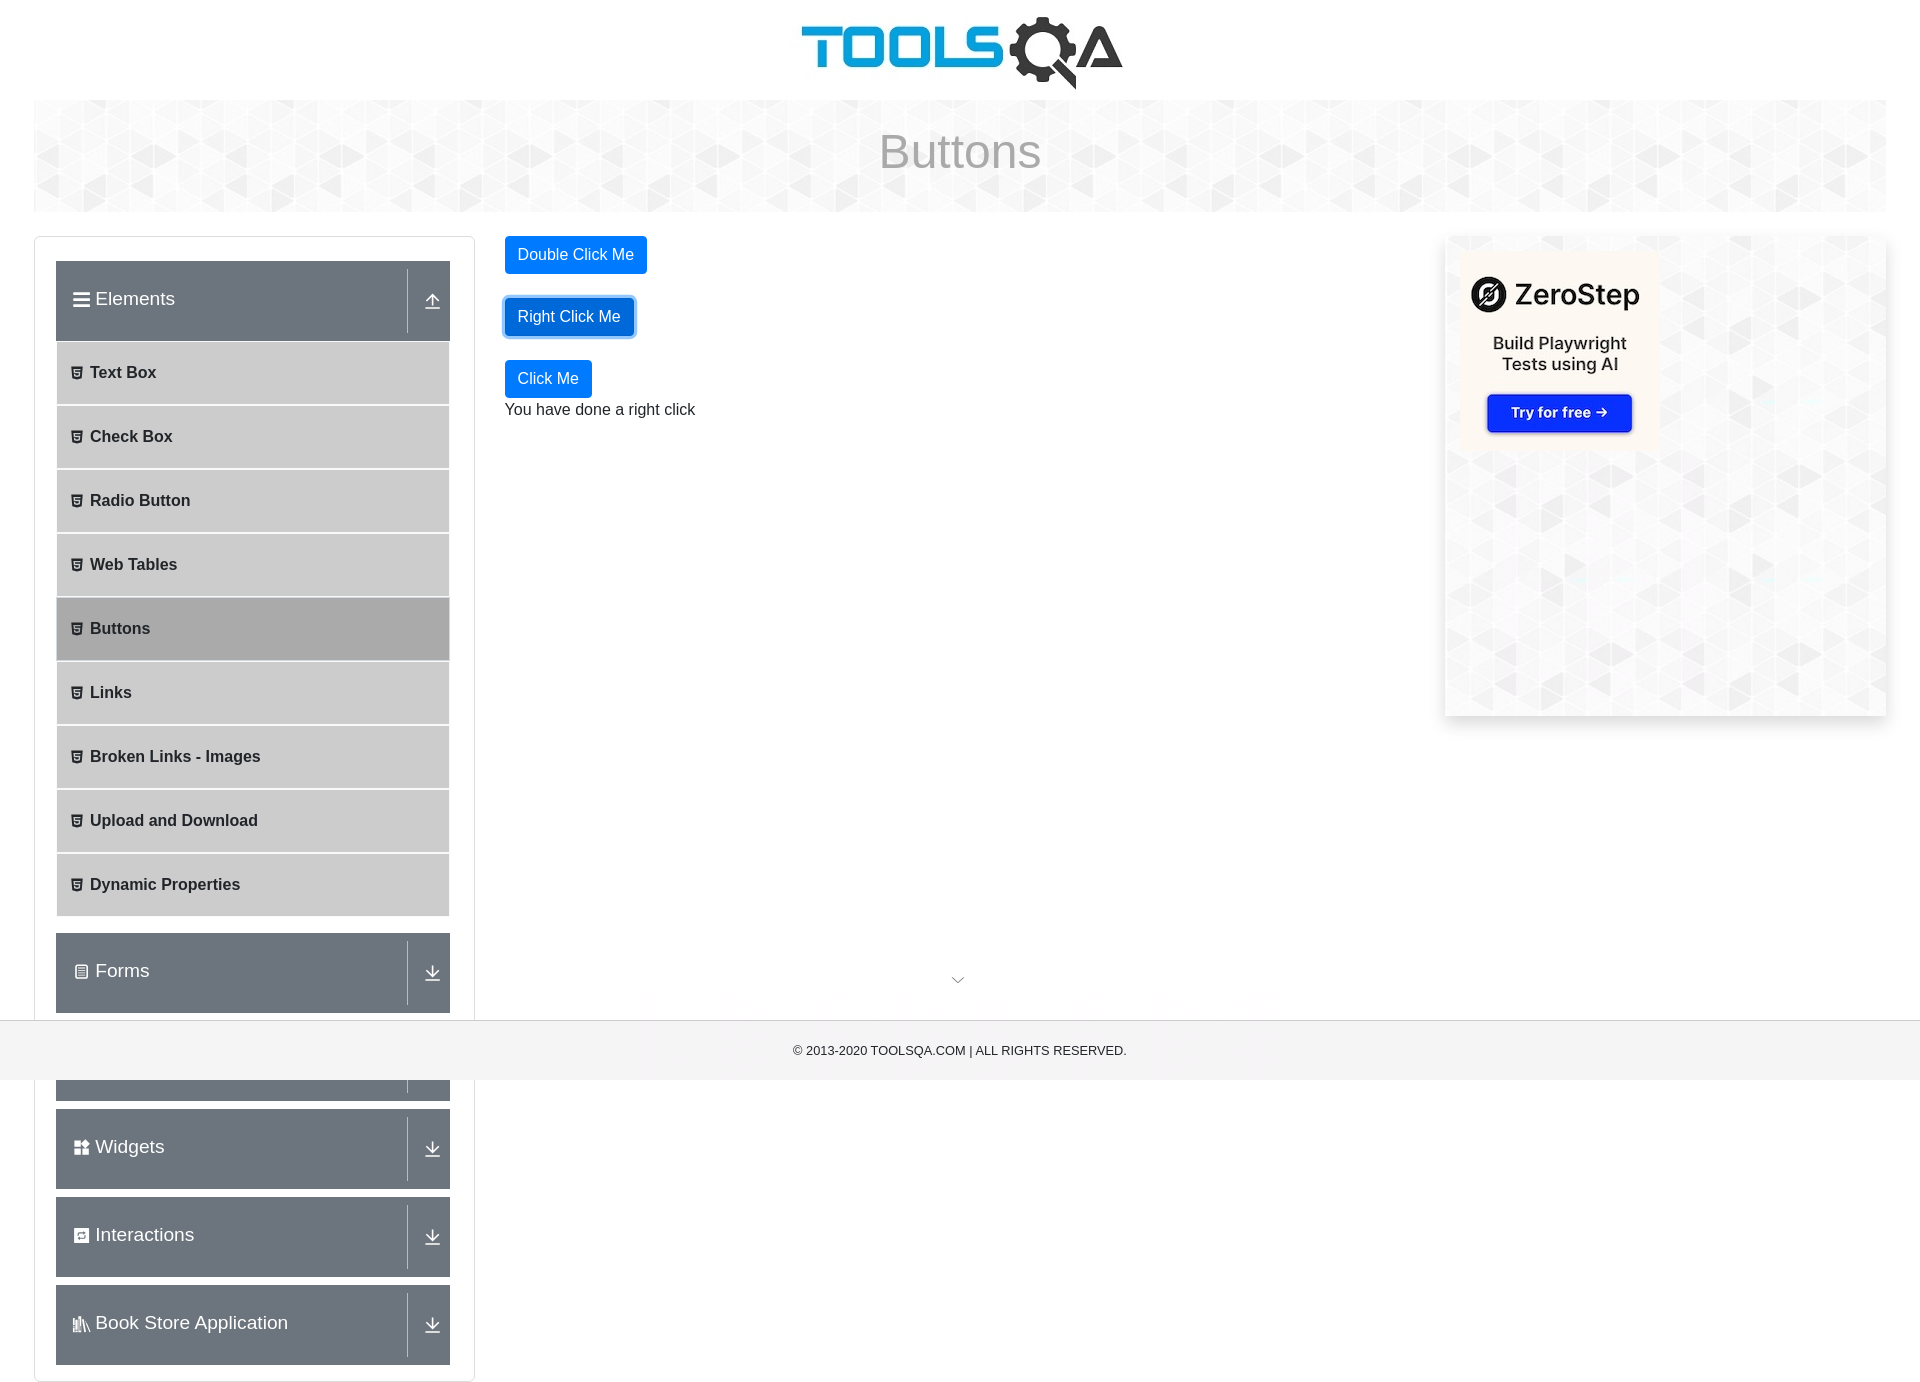 TOOLSQA
Buttons
Elements
Text Box
Check Box
Radio Button
Web Tables
Buttons
Links
Broken Links - Images
Upload and Download
Dynamic Properties
Forms
Double Click Me
Right Click Me
Click Me
You have done a right click
ZeroStep
Build Playwright
Tests using AI
Try for free →
© 2013-2020 TOOLSQA.COM | ALL RIGHTS RESERVED.
Widgets
Interactions
Book Store Application